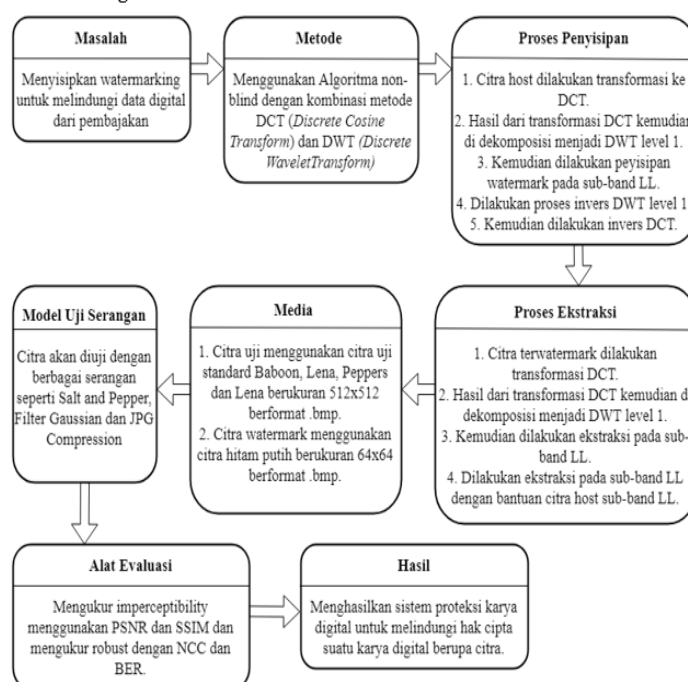 Masalah
Menyisipkan watermarking
untuk melindungi data digital
dari pembajakan
Metode
Menggunakan Algoritma non-
blind dengan kombinasi metode
DCT (Discrete Cosine
Transform) dan DWT (Discrete
WaveletTransform)
Proses Penyisipan
1. Citra host dilakukan transformasi ke
DCT.
2. Hasil dari transformasi DCT kemudian
di dekomposisi menjadi DWT level 1.
3. Kemudian dilakukan peyisipan
watermark pada sub-band LL.
4. Dilakukan proses invers DWT level 1
5. Kemudian dilakukan invers DCT.
Proses Ekstraksi
1. Citra terwatermark dilakukan
transformasi DCT.
2. Hasil dari transformasi DCT kemudian di
dekomposisi menjadi DWT level 1.
3. Kemudian dilakukan ekstraksi pada sub-
band LL.
4. Dilakukan ekstraksi pada sub-band LL
dengan bantuan citra host sub-band LL.
Media
1. Citra uji menggunakan citra uji
standard Baboon, Lena, Peppers
dan Lena berukuran 512x512
berformat .bmp.
2. Citra watermark menggunakan
citra hitam putih berukuran 64x64
berformat .bmp.
Model Uji Serangan
Citra akan diuji dengan
berbagai serangan
seperti Salt and Pepper,
Filter Gaussian dan JPG
Compression
Alat Evaluasi
Mengukur imperceptibility
menggunakan PSNR dan SSIM dan
mengukur robust dengan NCC dan
BER.
Hasil
Menghasilkan sistem proteksi karya
digital untuk melindungi hak cipta
suatu karya digital berupa citra.